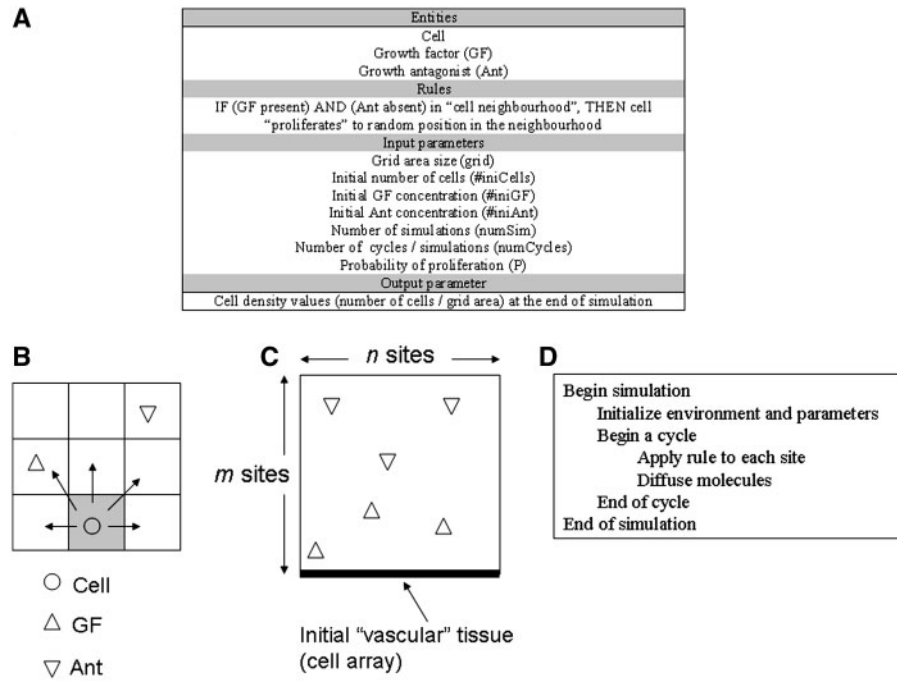 A
Entities
Cell
Growth factor (GF)
Growth antagonist (Ant)
Rules
IF (GF present) AND (Ant absent) in “cell neighbourhood”, THEN cell
“proliferates” to random position in the neighbourhood
Input parameters
Grid area size (grid)
Initial number of cells (#iniCells)
Initial GF concentration (#iniGF)
Initial Ant concentration (#iniAnt)
Number of simulations (numSim)
Number of cycles / simulations (numCycles)
Probability of proliferation (P)
Output parameter
Cell density values (number of cells / grid area) at the end of simulation
B
Cell
GF
Ant
C
n sites
m sites
Initial “vascular” tissue
(cell array)
D
Begin simulation
Initialize environment and parameters
Begin a cycle
Apply rule to each site
Diffuse molecules
End of cycle
End of simulation